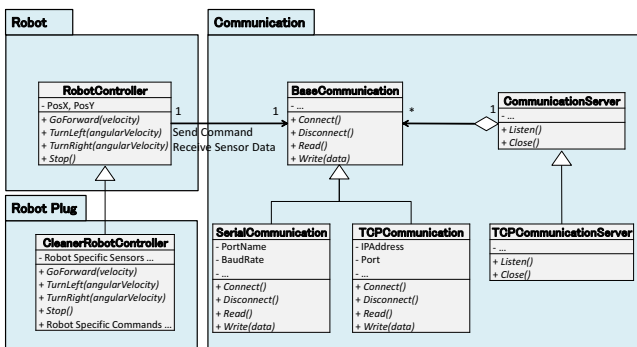 Robot
RobotController
- PosX, PosY
+ GoForward(velocity)
+ TurnLeft(angularVelocity)
+ TurnRight(angularVelocity)
+ Stop()
Robot Plug
CleanerRobotController
- Robot Specific Sensors ...
+ GoForward(velocity)
+ TurnLeft(angularVelocity)
+ TurnRight(angularVelocity)
+ Stop()
+ Robot Specific Commands ...
1
1
Send Command
Receive Sensor Data
Communication
BaseCommunication
- ...
+ Connect()
+ Disconnect()
+ Read()
+ Write(data)
*
1
CommunicationServer
- ...
+ Listen()
+ Close()
SerialCommunication
- PortName
- BaudRate
- ...
+ Connect()
+ Disconnect()
+ Read()
+ Write(data)
TCPCommunication
- IPAddress
- Port
- ...
+ Connect()
+ Disconnect()
+ Read()
+ Write(data)
TCPCommunicationServer
- ...
+ Listen()
+ Close()